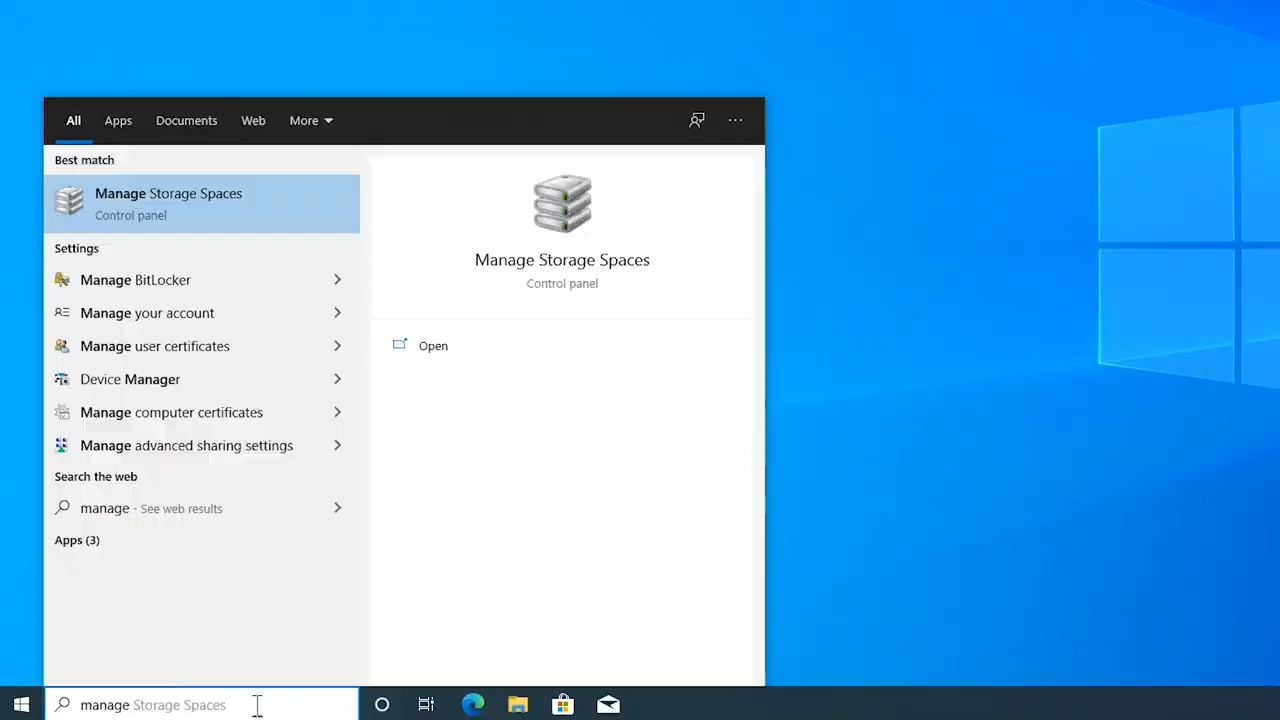 All Apps Documents Web More
Best match
Manage Storage Spaces
Control panel
Settings
Manage BitLocker
Manage your account
Manage user certificates
Device Manager
Manage computer certificates
Manage advanced sharing settings
Search the web
manage - See web results
Apps (3)
Manage Storage Spaces
Control panel
Open
manage Storage Spaces